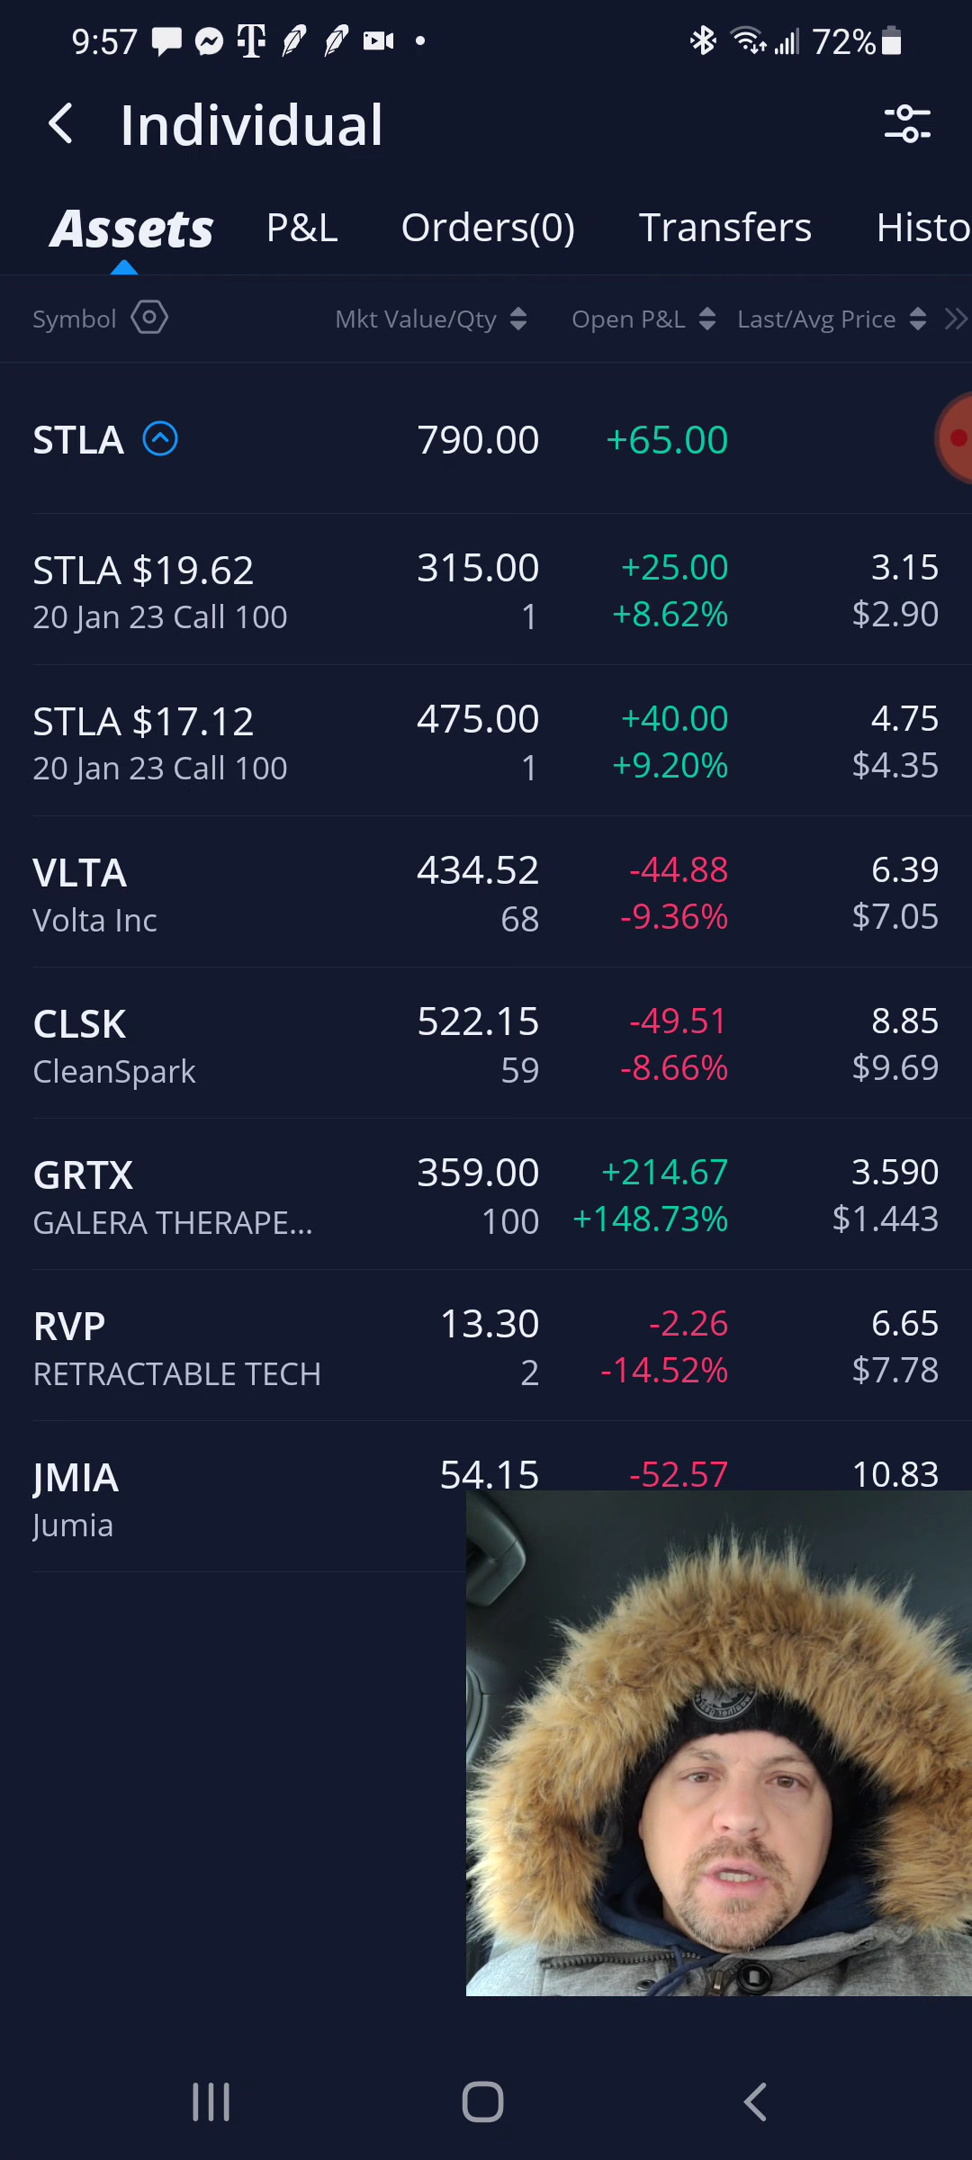 9:57 72%
Individual
Assets P&L Orders(0) Transfers Histo
Symbol Mkt Value/Qty Open P&L Last/Avg Price
STLA 790.00 +65.00
STLA $19.62 315.00 +25.00 3.15
20 Jan 23 Call 100 1 +8.62% $2.90
STLA $17.12 475.00 +40.00 4.75
20 Jan 23 Call 100 1 +9.20% $4.35
VLTA 434.52 -44.88 6.39
Volta Inc 68 -9.36% $7.05
CLSK 522.15 -49.51 8.85
CleanSpark 59 -8.66% $9.69
GRTX 359.00 +214.67 3.590
GALERA THERAPE... 100 +148.73% $1.443
RVP 13.30 -2.26 6.65
RETRACTABLE TECH 2 -14.52% $7.78
JMIA 54.15 -52.57 10.83
Jumia